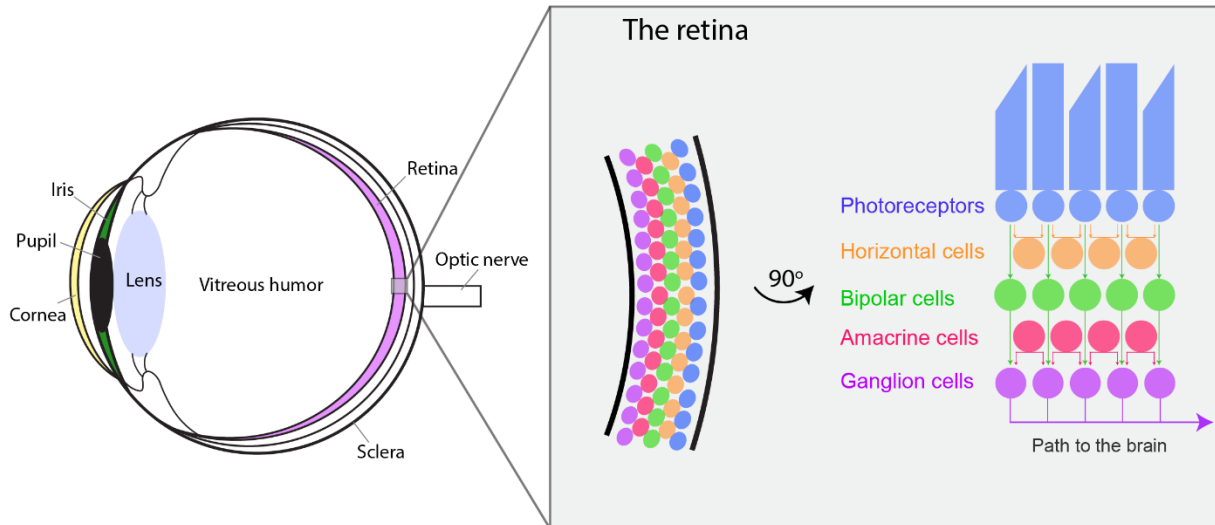 The retina
Iris
Pupil
Cornea
Lens
Vitreous humor
Retina
Optic nerve
Sclera
90°
Photoreceptors
Horizontal cells
Bipolar cells
Amacrine cells
Ganglion cells
Path to the brain